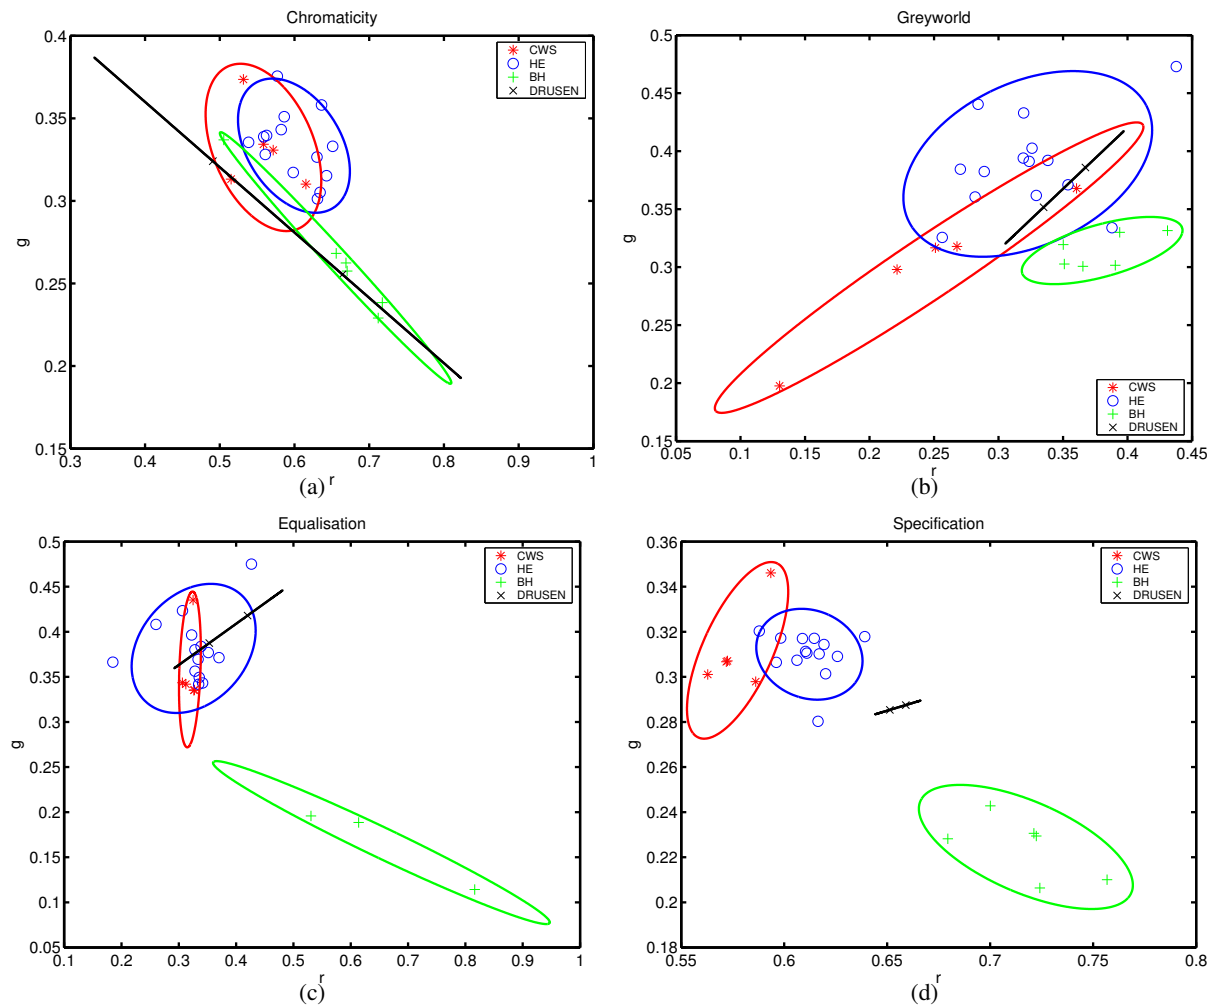 Chromaticity
0.4
0.35
0.3
0.25
0.2
0.15
g
0.3
0.4
0.5
0.6
0.7
0.8
0.9
1
r
CWS
HE
BH
DRUSEN
(a)
Greyworld
0.5
0.45
0.4
0.35
0.3
0.25
0.2
0.15
g
0.05
0.1
0.15
0.2
0.25
0.3
0.35
0.4
0.45
r
CWS
HE
BH
DRUSEN
(b)
Equalisation
0.5
0.45
0.4
0.35
0.3
0.25
0.2
0.15
0.1
0.05
g
0.1
0.2
0.3
0.4
0.5
0.6
0.7
0.8
0.9
1
r
CWS
HE
BH
DRUSEN
(c)
Specification
0.36
0.34
0.32
0.3
0.28
0.26
0.24
0.22
0.2
0.18
g
0.55
0.6
0.65
0.7
0.75
0.8
r
CWS
HE
BH
DRUSEN
(d)